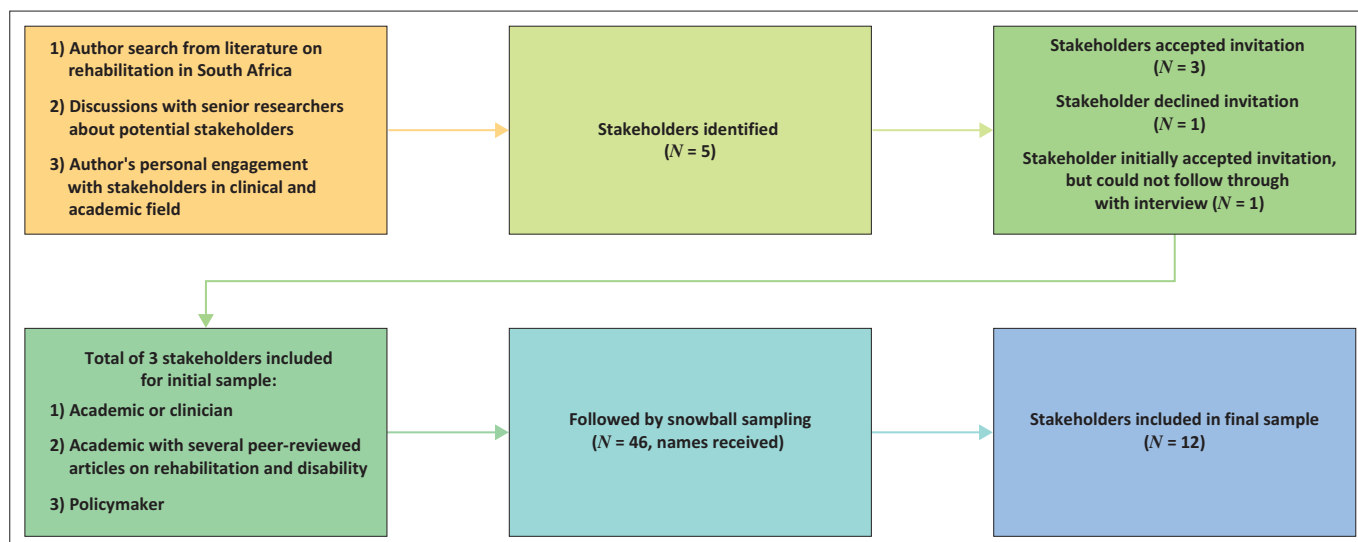 1) Author search from literature on
rehabilitation in South Africa
2) Discussions with senior researchers
about potential stakeholders
3) Author's personal engagement
with stakeholders in clinical and
academic field
Stakeholders identified
(N = 5)
Stakeholders accepted invitation
(N = 3)
Stakeholder declined invitation
(N = 1)
Stakeholder initially accepted invitation,
but could not follow through
with interview (N = 1)
Total of 3 stakeholders included
for initial sample:
1) Academic or clinician
2) Academic with several peer-reviewed
articles on rehabilitation and disability
3) Policymaker
Followed by snowball sampling
(N = 46, names received)
Stakeholders included in final sample
(N = 12)